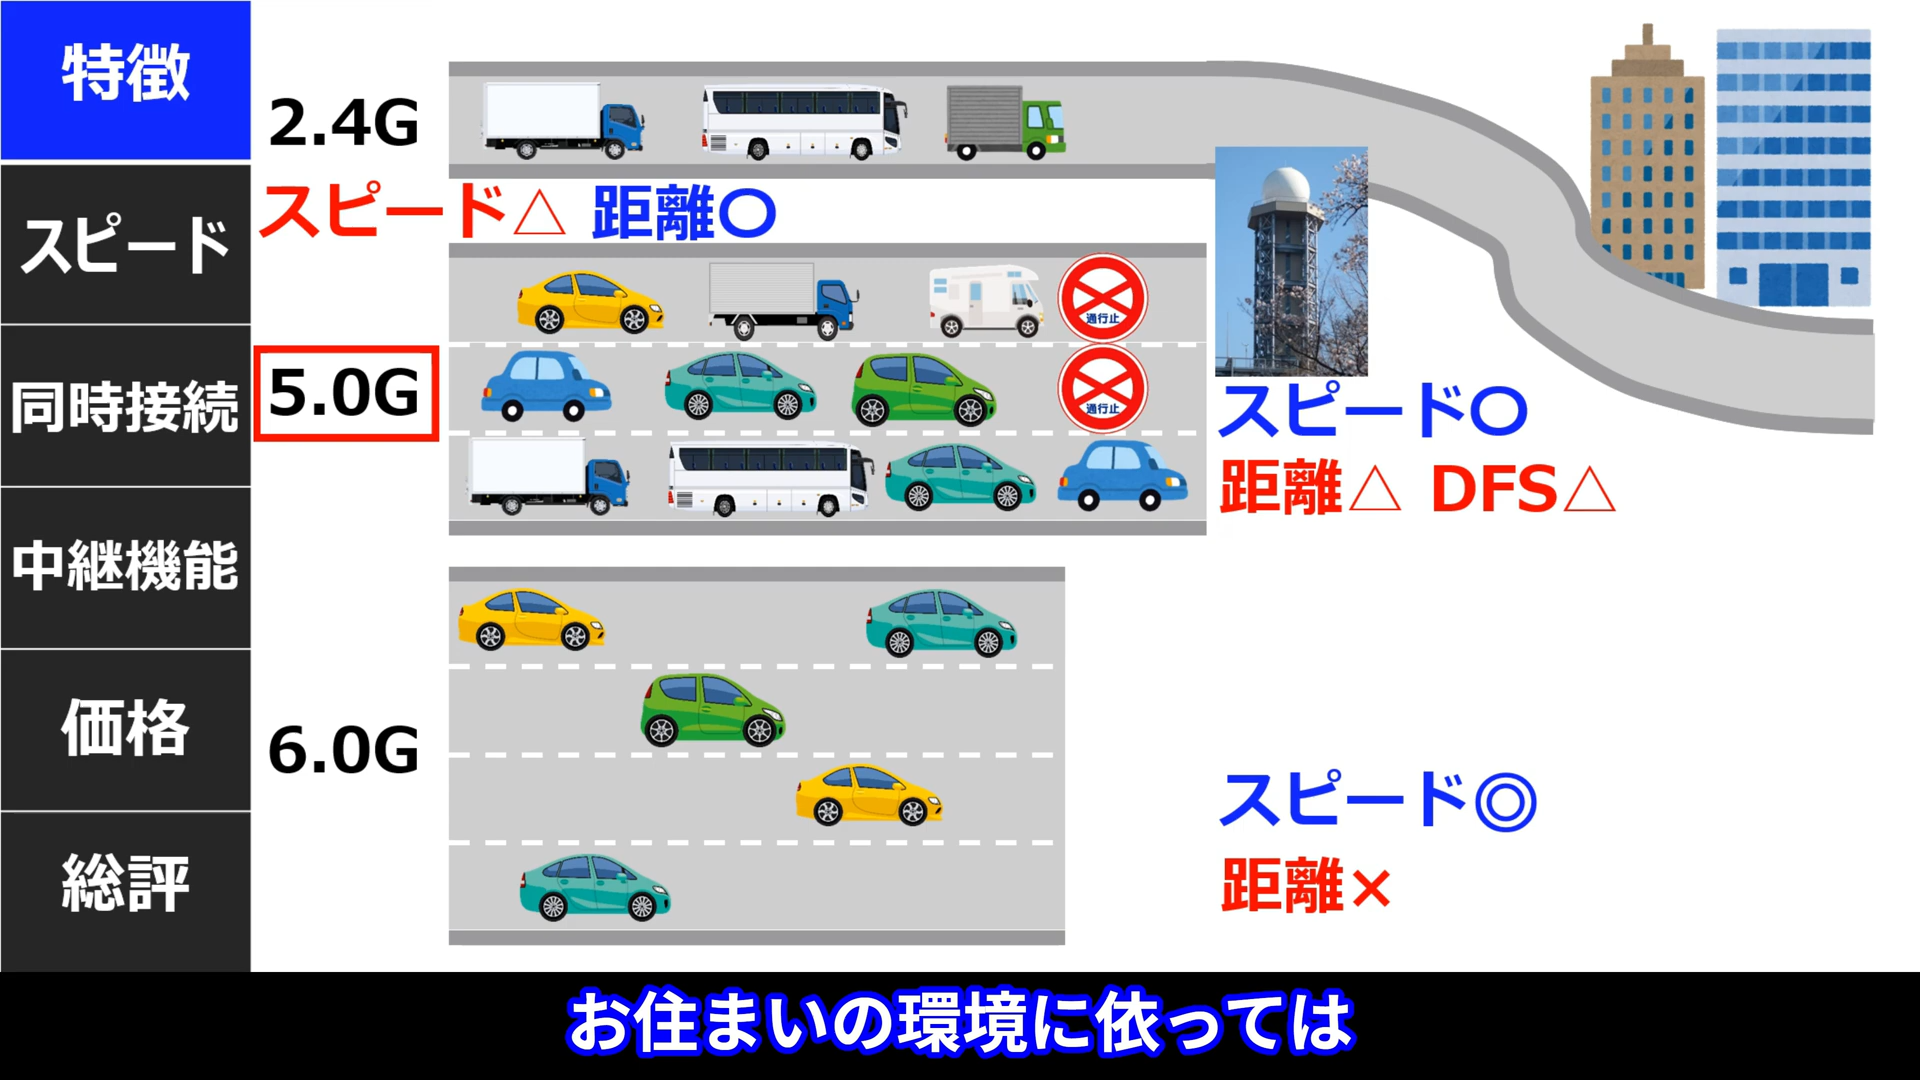 特徴
スピード
同時接続
中継機能
価格
総評
2.4G
スピード△ 距離〇
5.0G
通行止
通行止
スピード〇
距離△ DFS△
6.0G
スピード◎
距離×
お住まいの環境に依っては